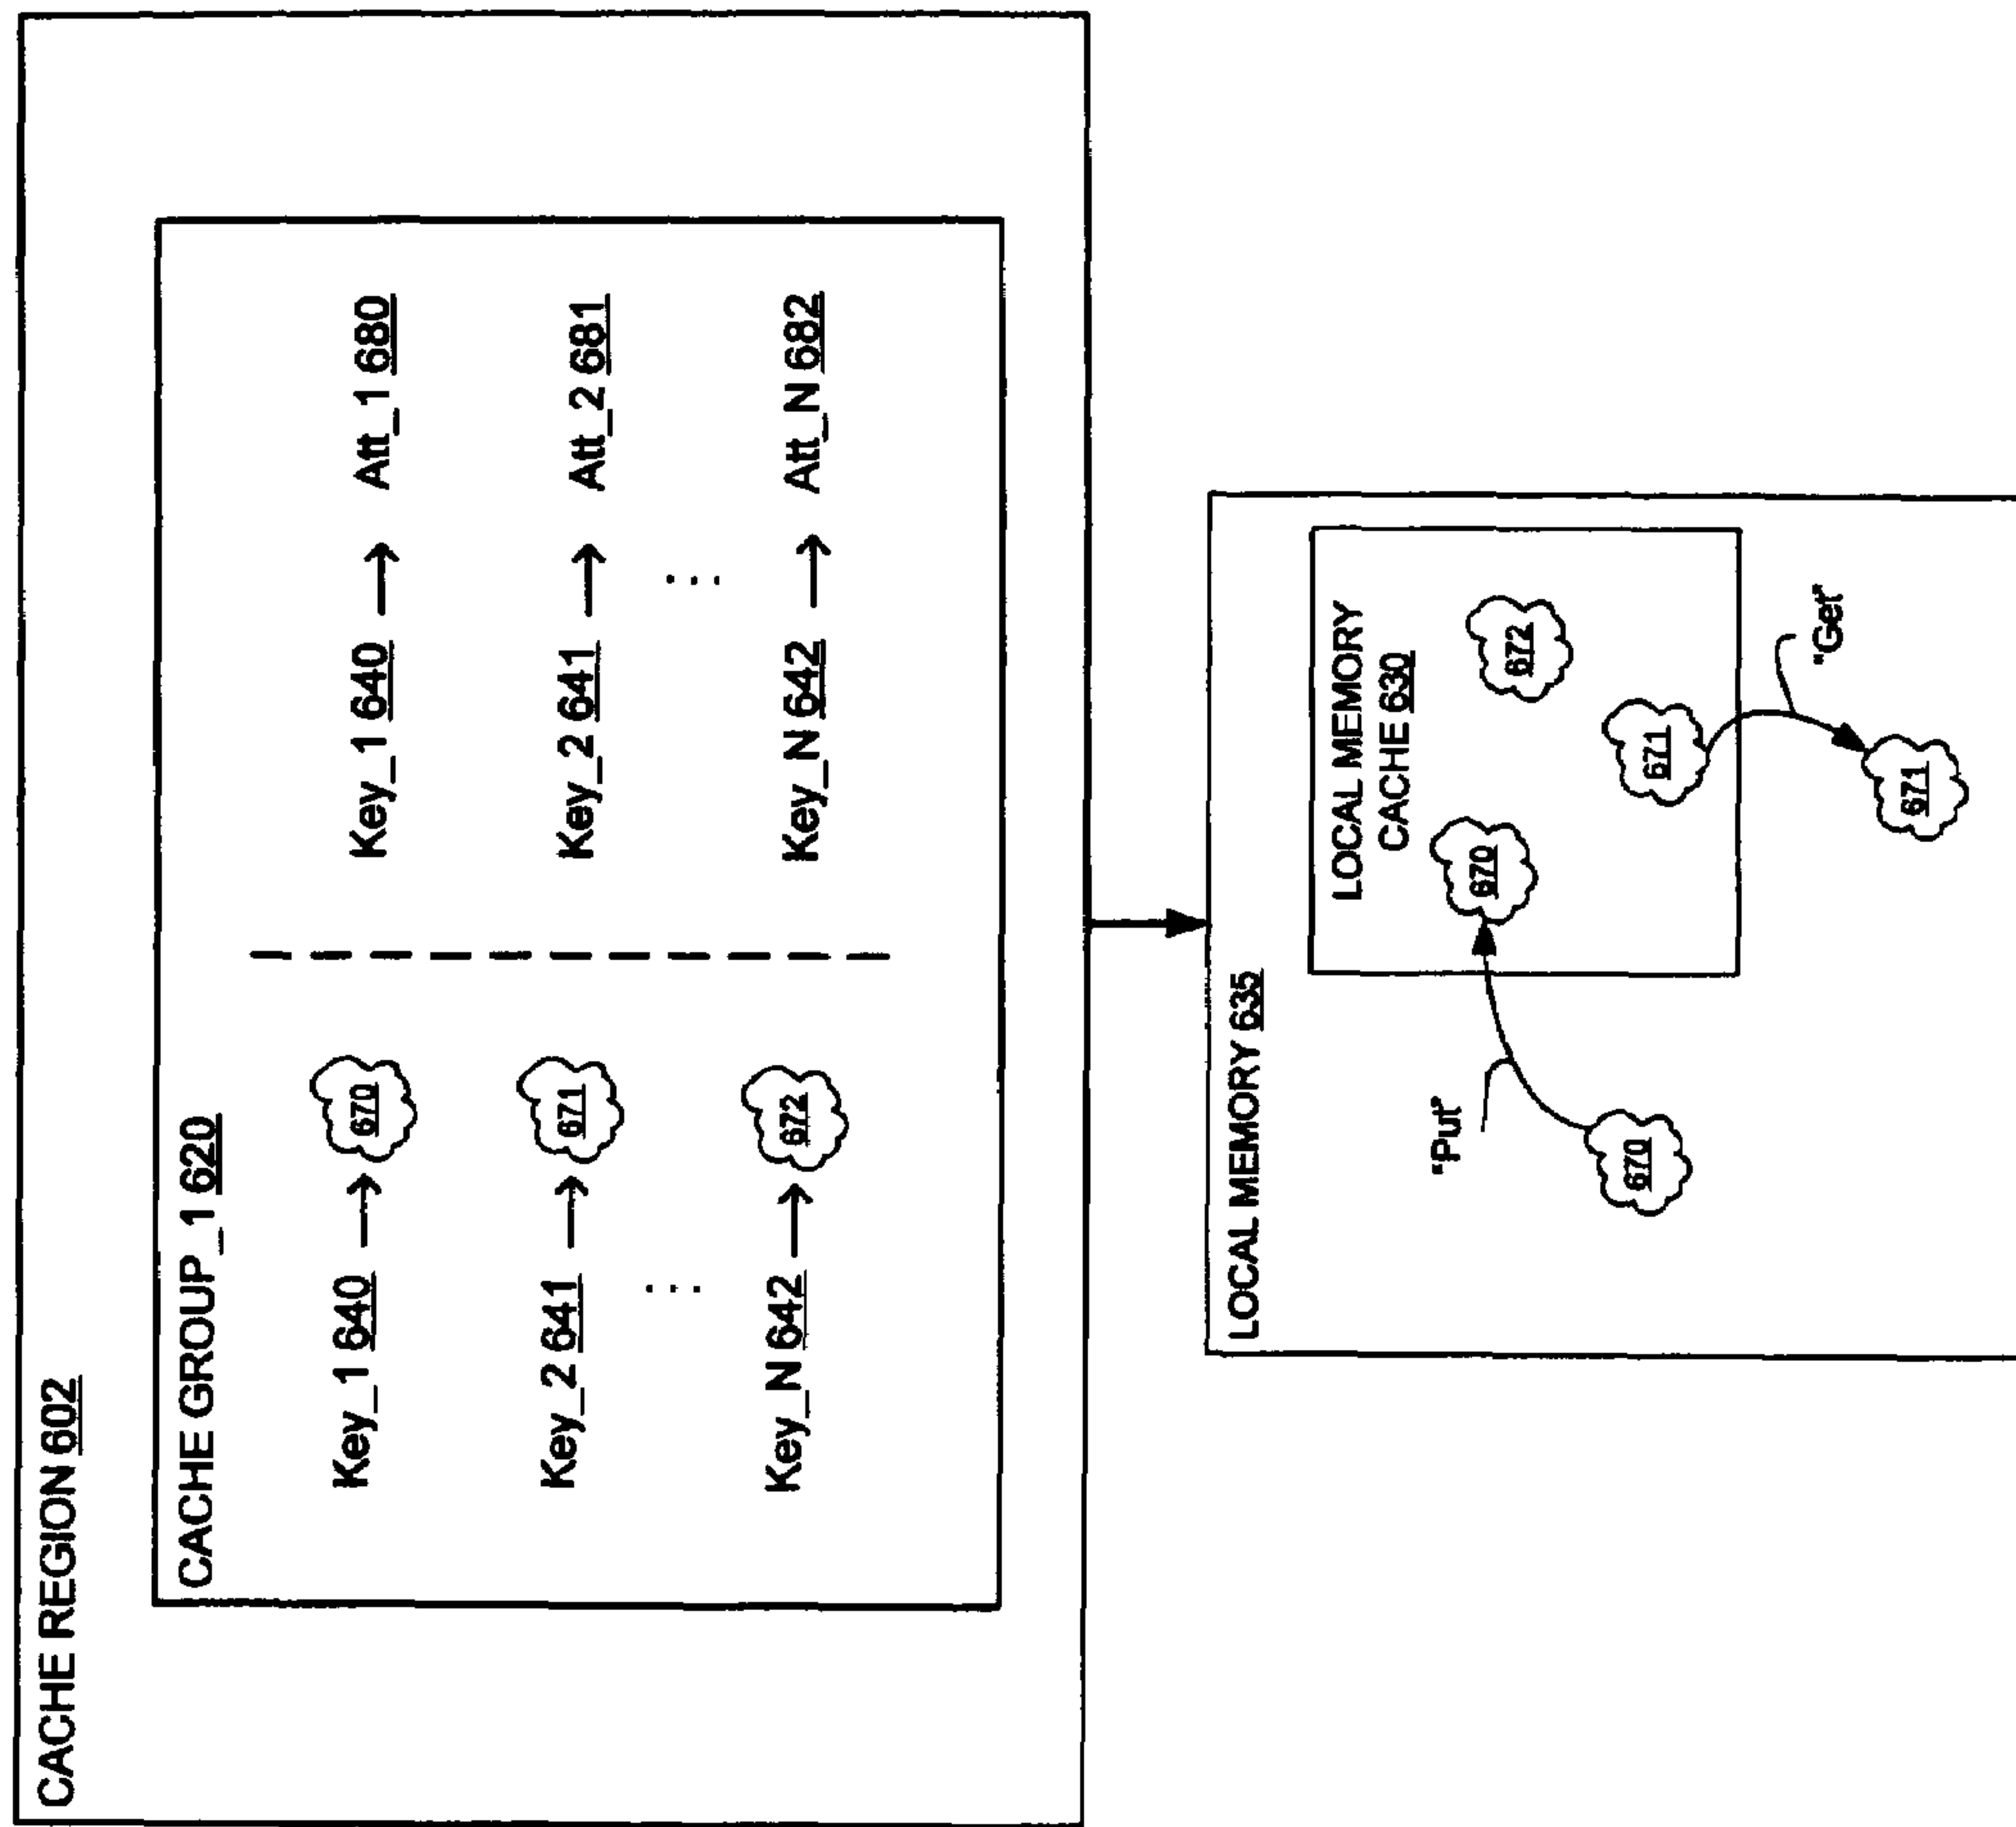 CACHE REGION 602
CACHE GROUP_1 620
Key_1 640
670
Key_1 640
Att_1 680
Key_2 641
671
Key_2 641
Att_2 681
...
...
Key_N 642
672
Key_N 642
Att_N 682
LOCAL MEMORY 635
LOCAL MEMORY
CACHE 630
"Put"
670
670
672
671
671
"Get"